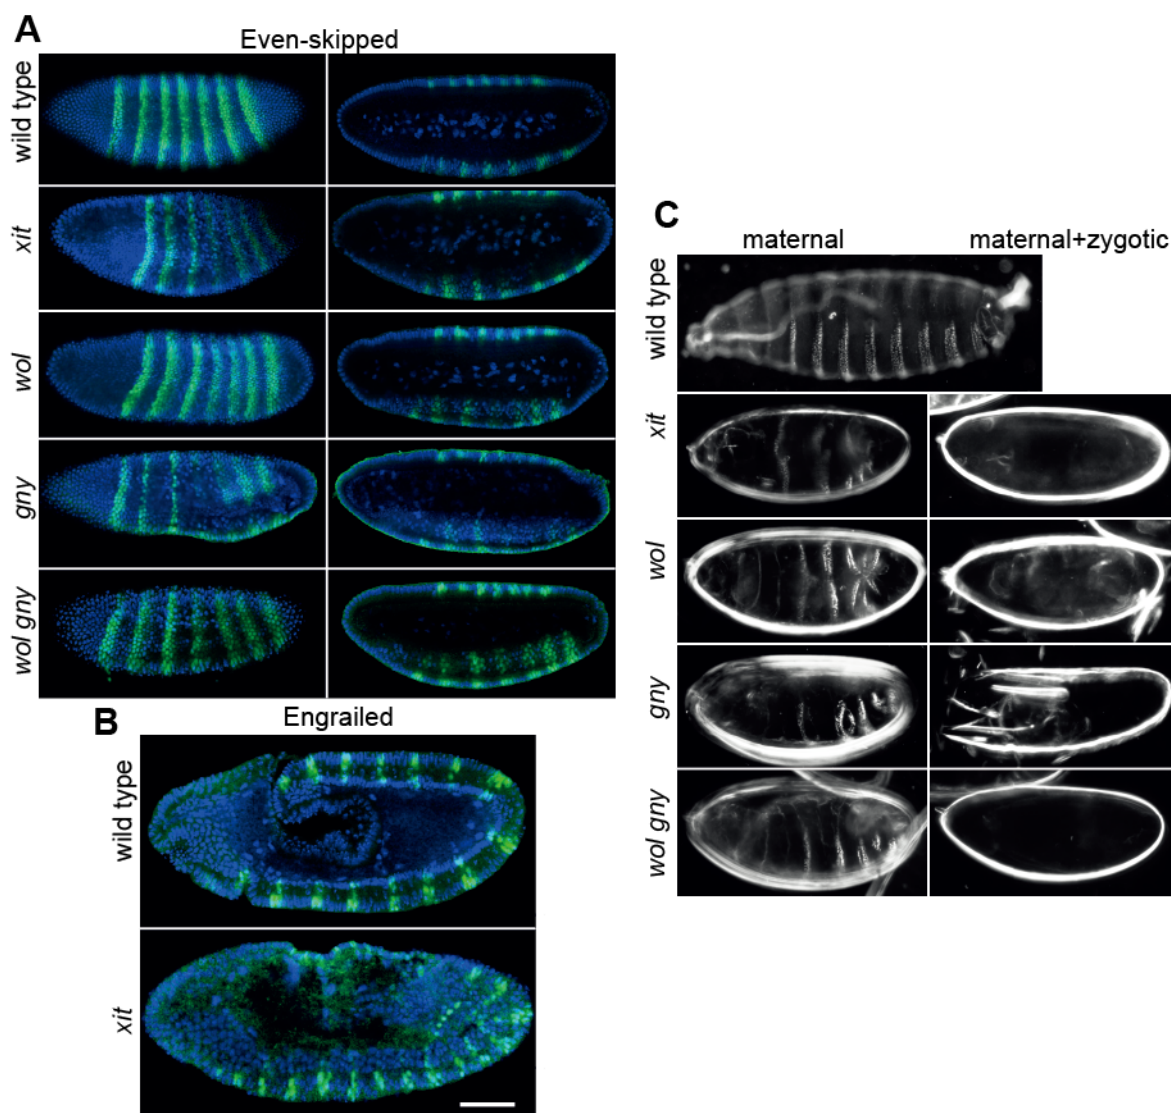 A
Even-skipped
wild type
xit
wol
gny
wol gny
B
Engrailed
wild type
xit
C
maternal
maternal+zygotic
wild type
xit
wol
gny
wol gny